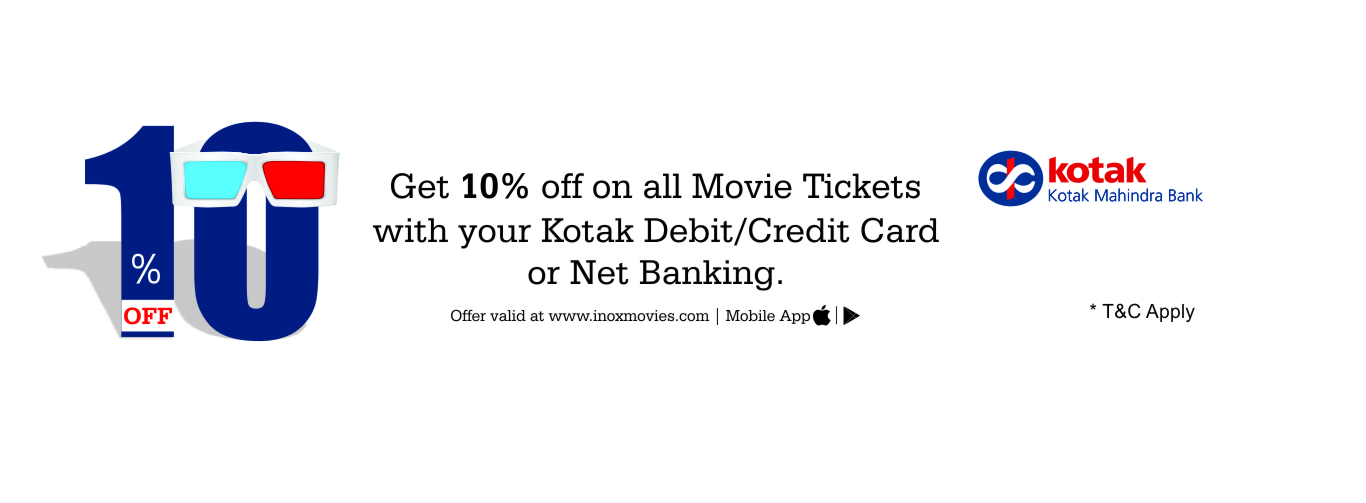 10
%
OFF
Get 10% off on all Movie Tickets
with your Kotak Debit/Credit Card
or Net Banking.
Offer valid at www.inoxmovies.com | Mobile App | 
kotak
Kotak Mahindra Bank
* T&C Apply